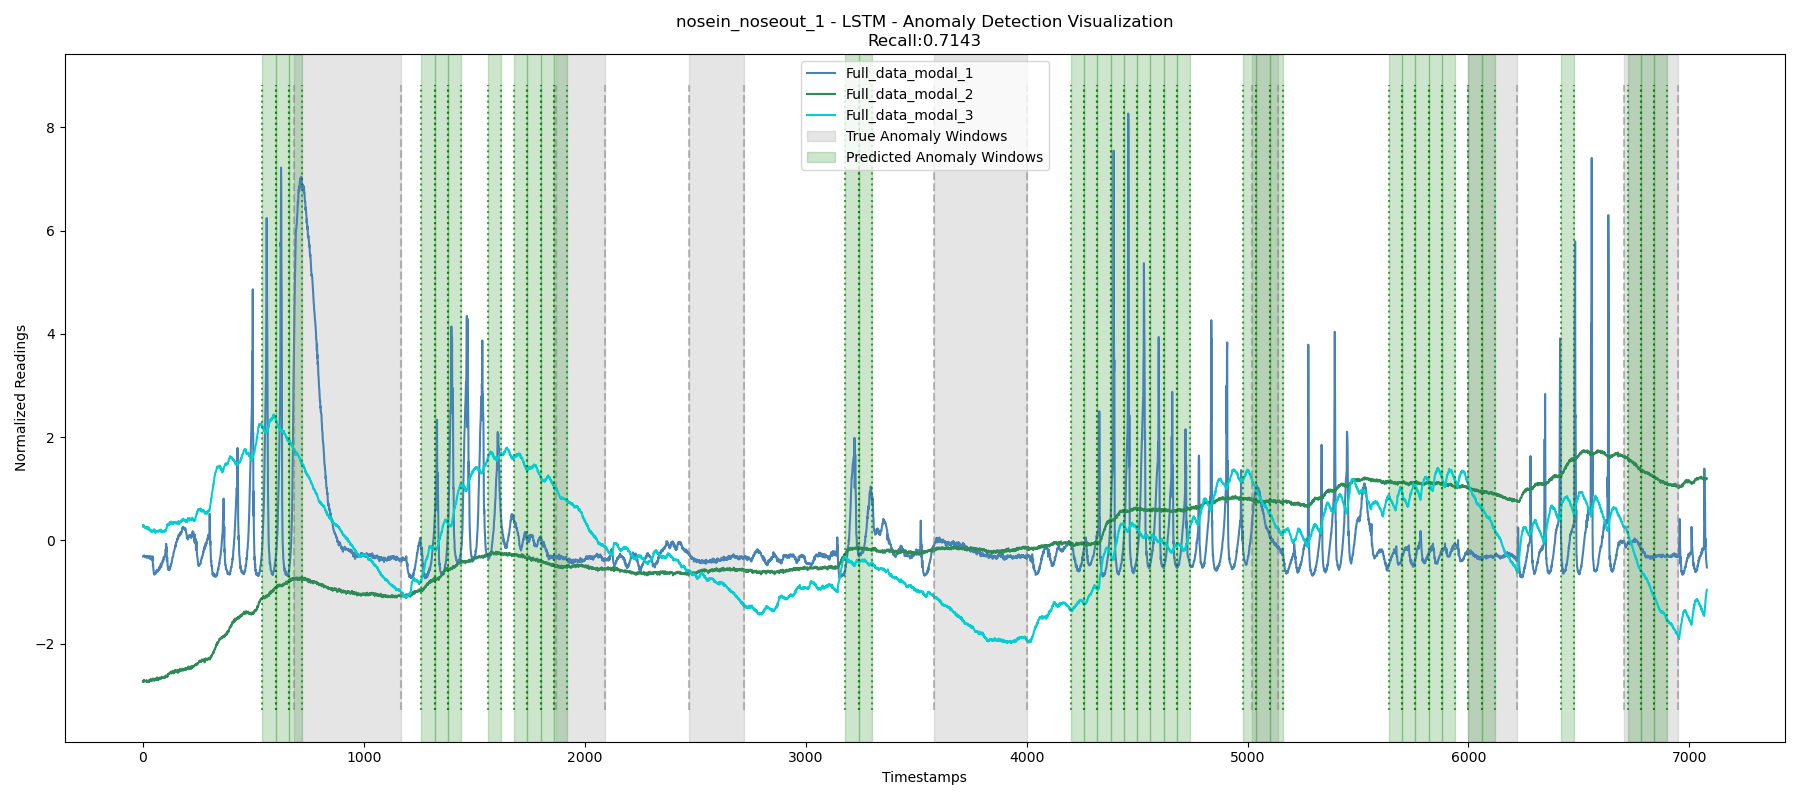 nosein_noseout_1 - LSTM - Anomaly Detection Visualization
Recall:0.7143
Full_data_modal_1
Full_data_modal_2
Full_data_modal_3
True Anomaly Windows
Predicted Anomaly Windows
Normalized Readings
8
6
4
2
0
−2
0 1000 2000 3000 4000 5000 6000 7000
Timestamps